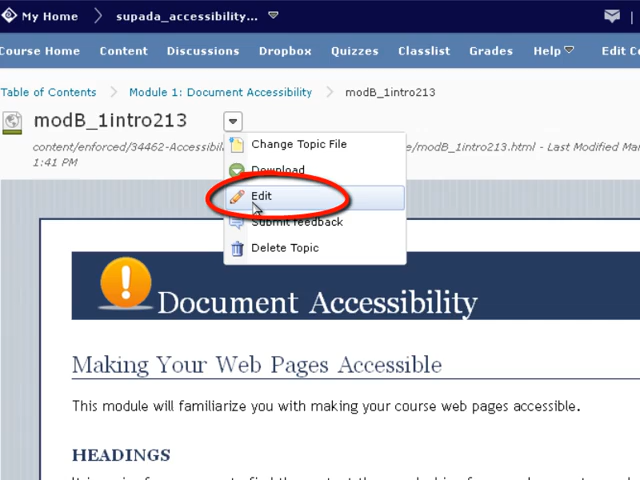 My Home supada_accessibility...
Course Home Content Discussions Dropbox Quizzes Classlist Grades Help Edit Co
Table of Contents Module 1: Document Accessibility modB_1intro213
modB_1intro213
content/enforced/34462-Accessibil e/modB_1intro213.html - Last Modified Mar
1:41 PM
Change Topic File
Download
Edit
Submit feedback
Delete Topic
Document Accessibility
Making Your Web Pages Accessible
This module will familiarize you with making your course web pages accessible.
HEADINGS